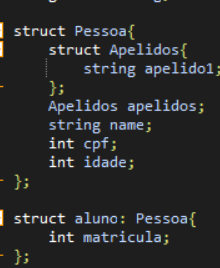 struct Pessoa{
struct Apelidos{
string apelido1;
};
Apelidos apelidos;
string name;
int cpf;
int idade;
};
struct aluno: Pessoa{
int matricula;
};